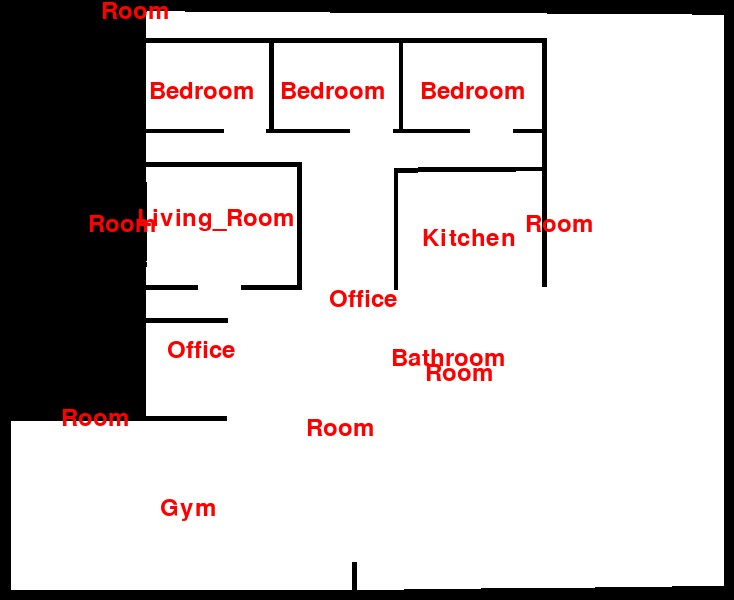 Room
Bedroom
Bedroom
Bedroom
Room
Living_Room
Kitchen
Room
Office
Office
Bathroom
Room
Room
Room
Gym